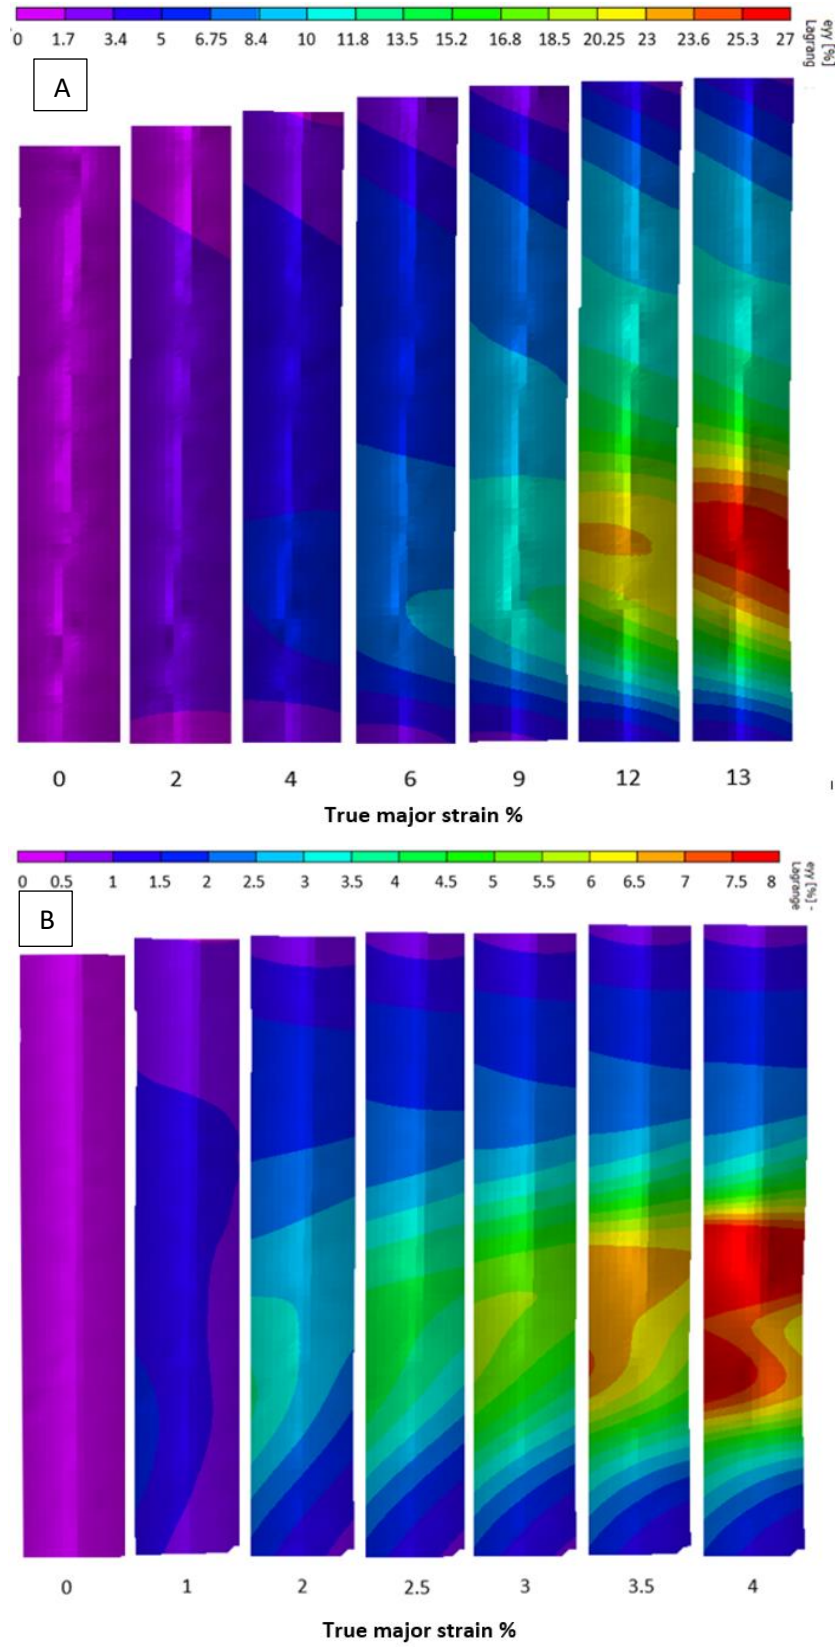 0 1.7 3.4 5 6.75 8.4 10 11.8 13.5 15.2 16.8 18.5 20.25 23 23.6 25.3 27
eyy [%]
Lagrang
A
0 2 4 6 9 12 13
True major strain %
0 0.5 1 1.5 2 2.5 3 3.5 4 4.5 5 5.5 6 6.5 7 7.5 8
eyy [%] -
Lagrange
B
0 1 2 2.5 3 3.5 4
True major strain %